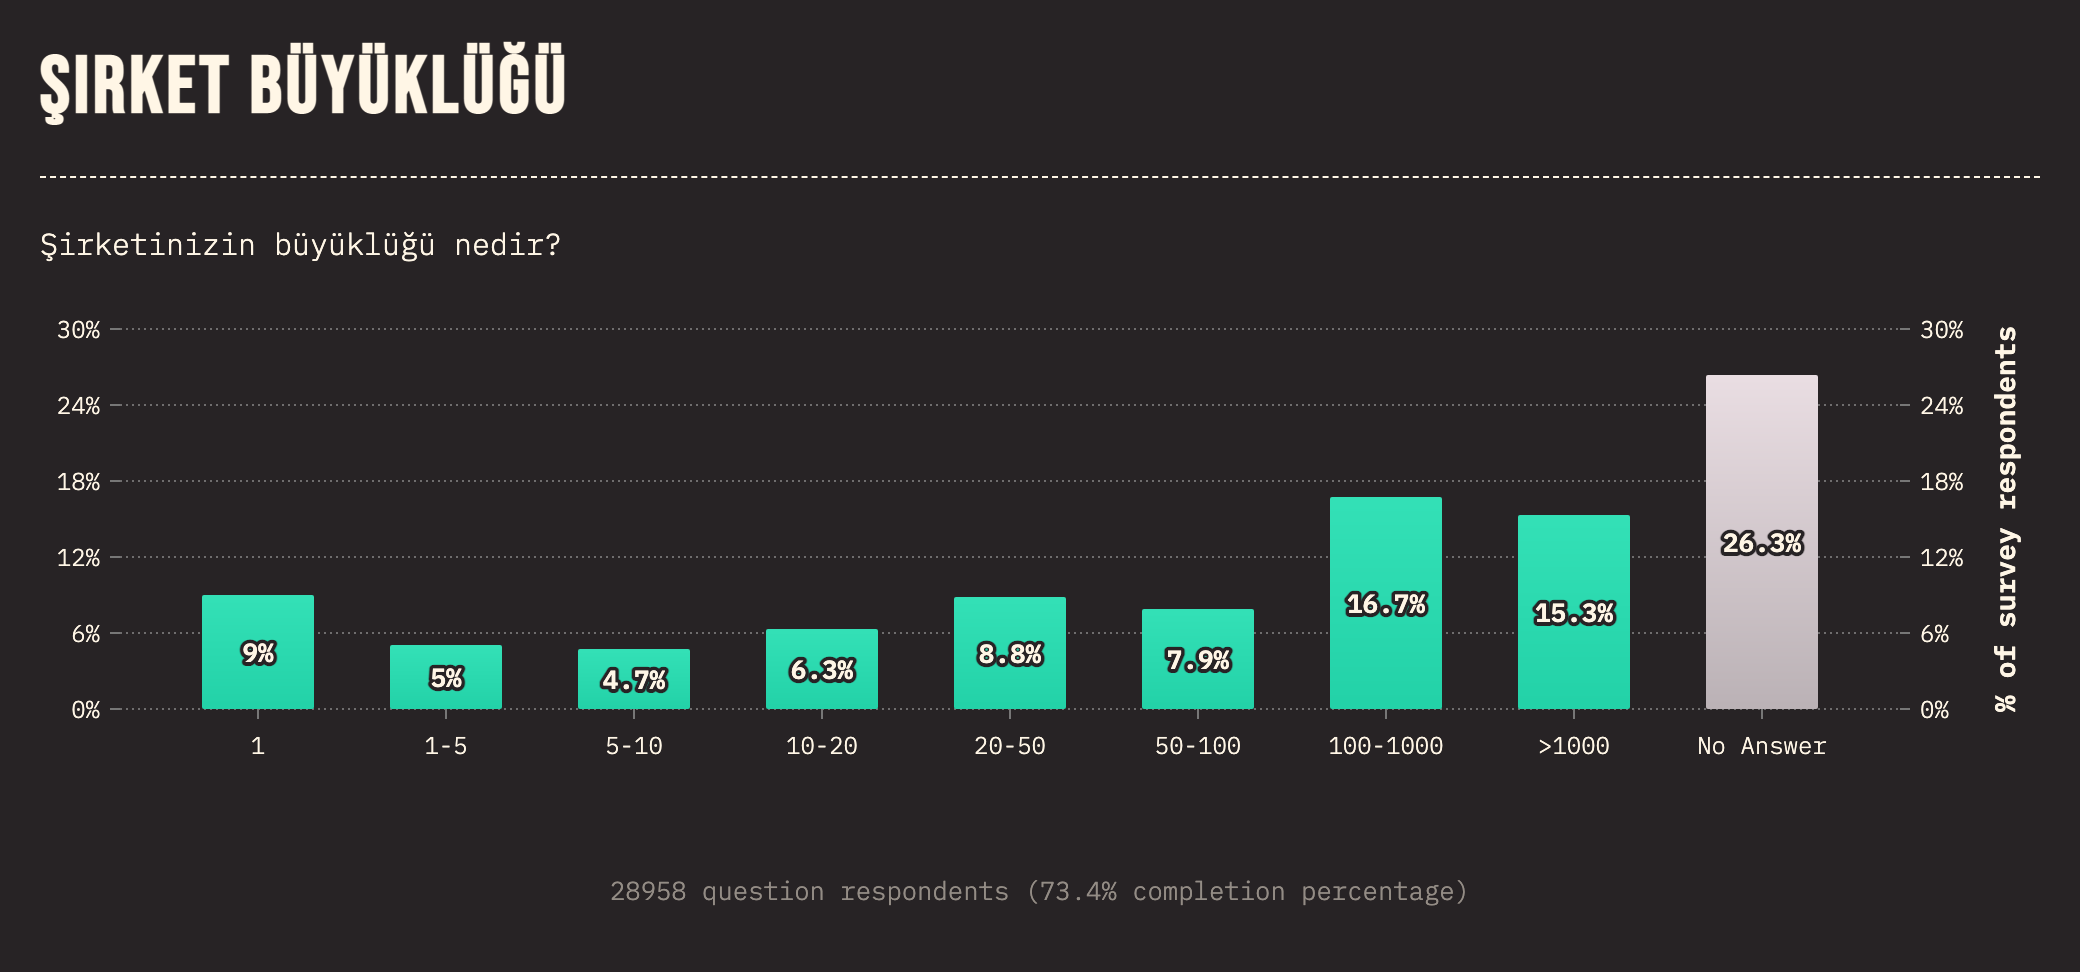 ŞIRKET BÜYÜKLÜĞÜ
Şirketinizin büyüklüğü nedir?
30% 30%
24% 24%
18% 18%
12% 12%
6% 6%
0% 0%
% of survey respondents
9% 5% 4.7% 6.3% 8.8% 7.9% 16.7% 15.3% 26.3%
1 1-5 5-10 10-20 20-50 50-100 100-1000 >1000 No Answer
28958 question respondents (73.4% completion percentage)